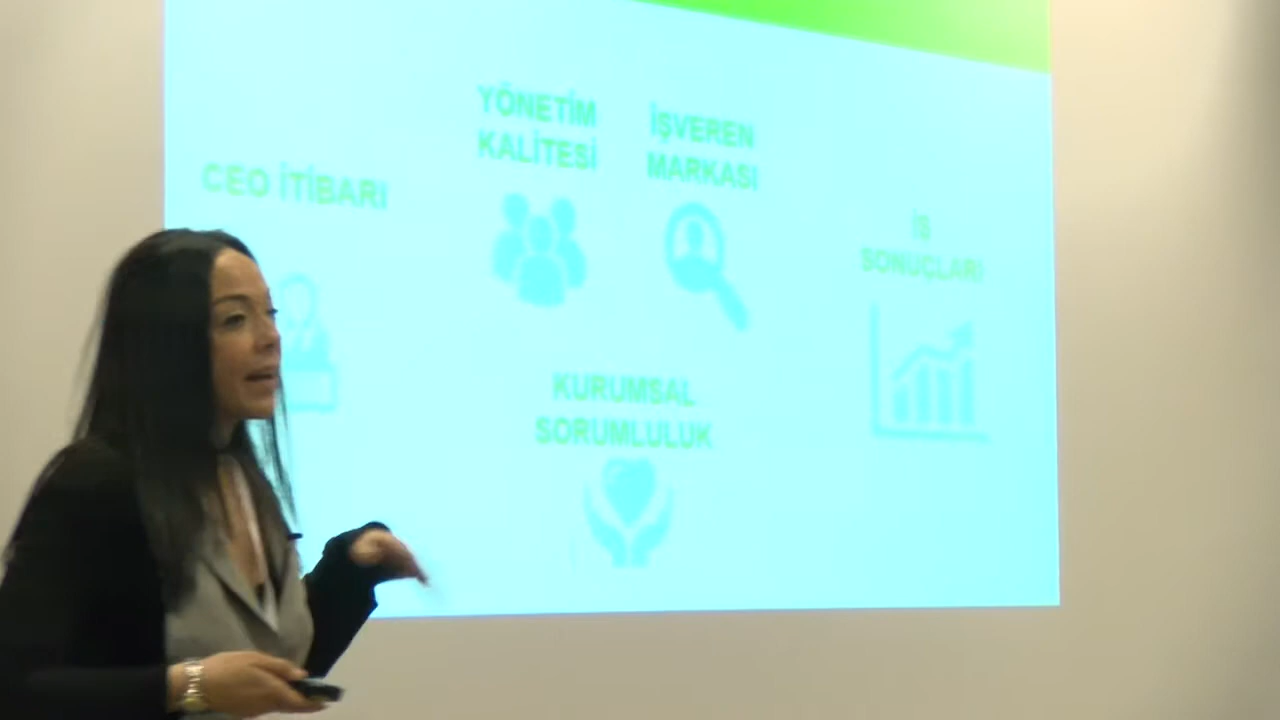 YÖNETİM
KALİTESİ
İŞVEREN
MARKASI
CEO İTİBARI
İŞ
SONUÇLARI
KURUMSAL
SORUMLULUK